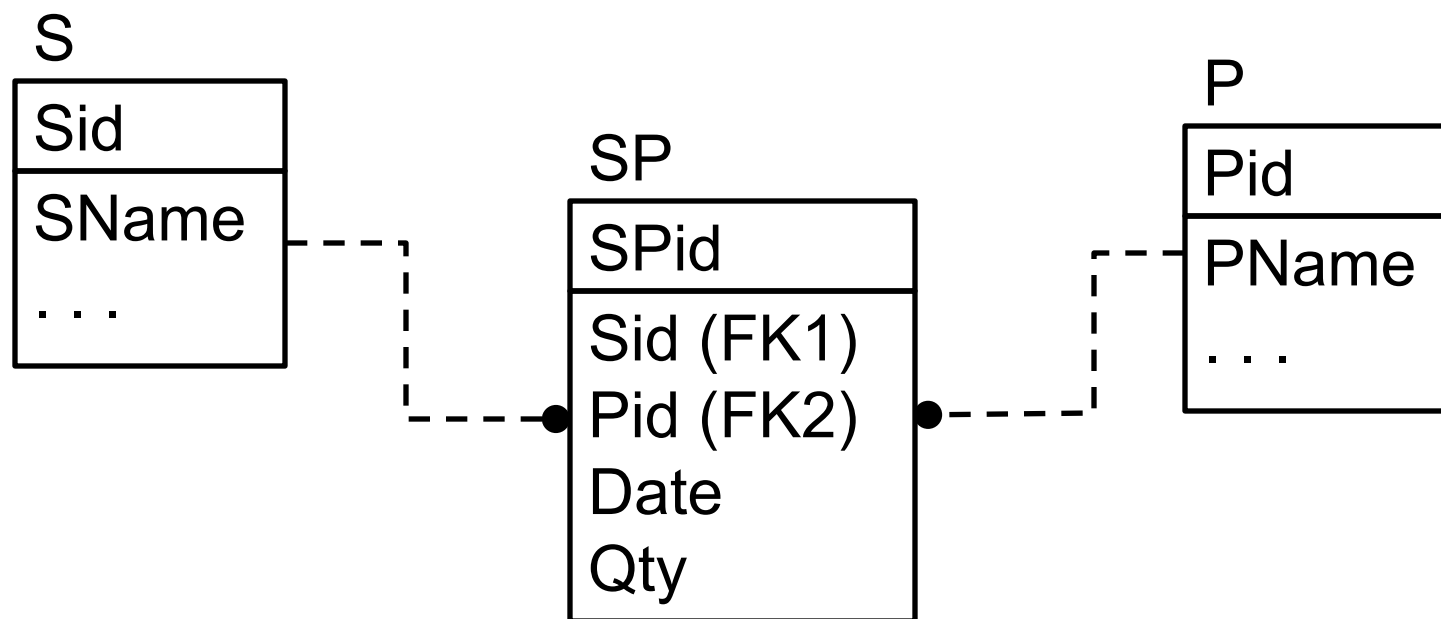 S
Sid
SName
. . .
SP
SPid
Sid (FK1)
Pid (FK2)
Date
Qty
P
Pid
PName
. . .